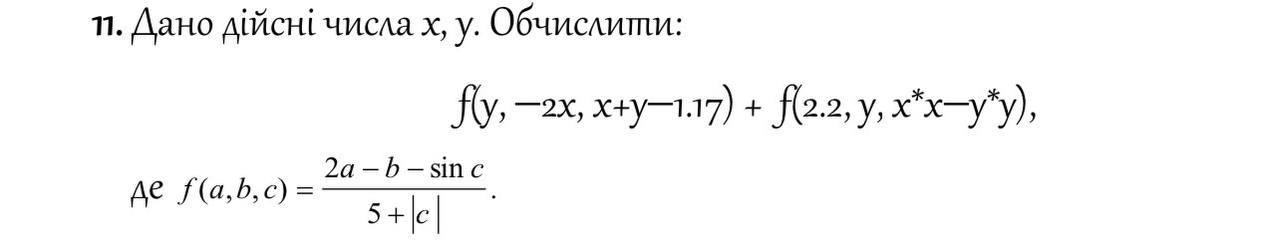 11. Дано дійсні числа x, y. Обчислити:
f(y, −2x, x+y−1.17) + f(2.2, y, x*x−y*y),
де f(a,b,c) = (2a − b − sin c) / (5 + |c|).